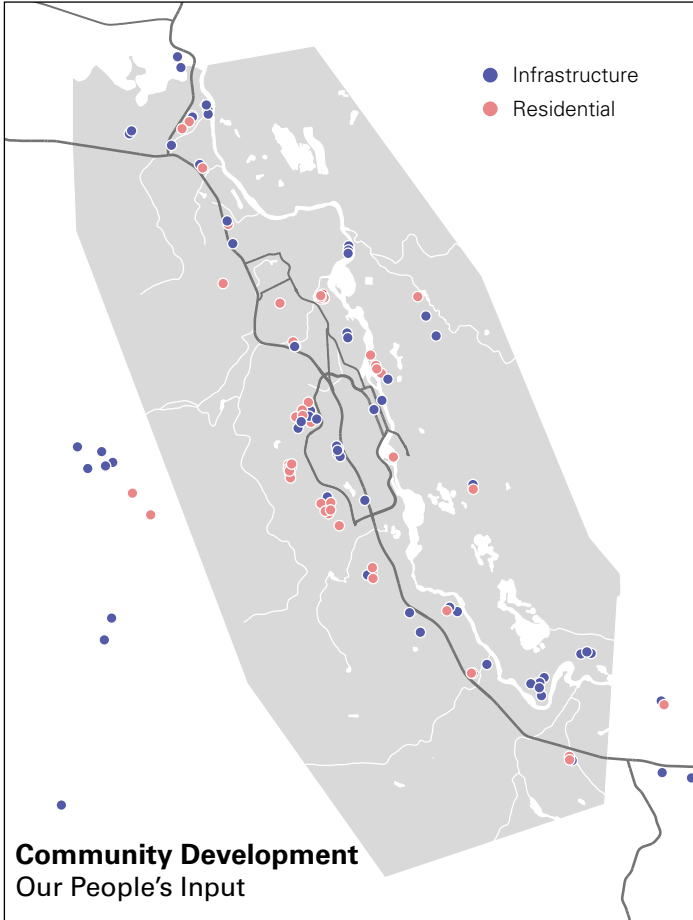 Infrastructure
Residential
Community Development
Our People's Input